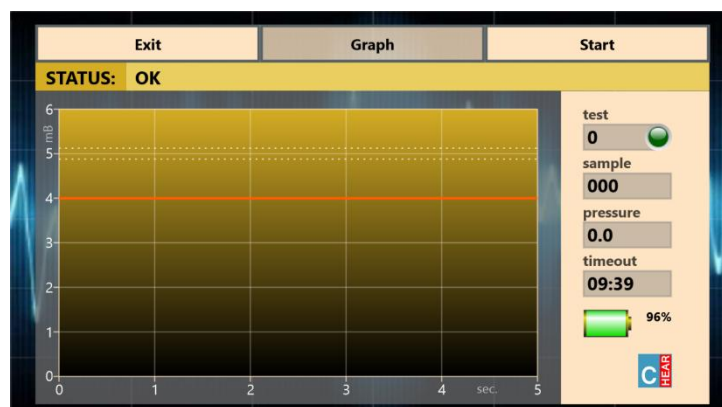 Exit Graph Start
STATUS: OK
6
mB
5
4
3
2
1
0
0 1 2 3 4 sec. 5
test
0
sample
000
pressure
0.0
timeout
09:39
96%
C HEAR